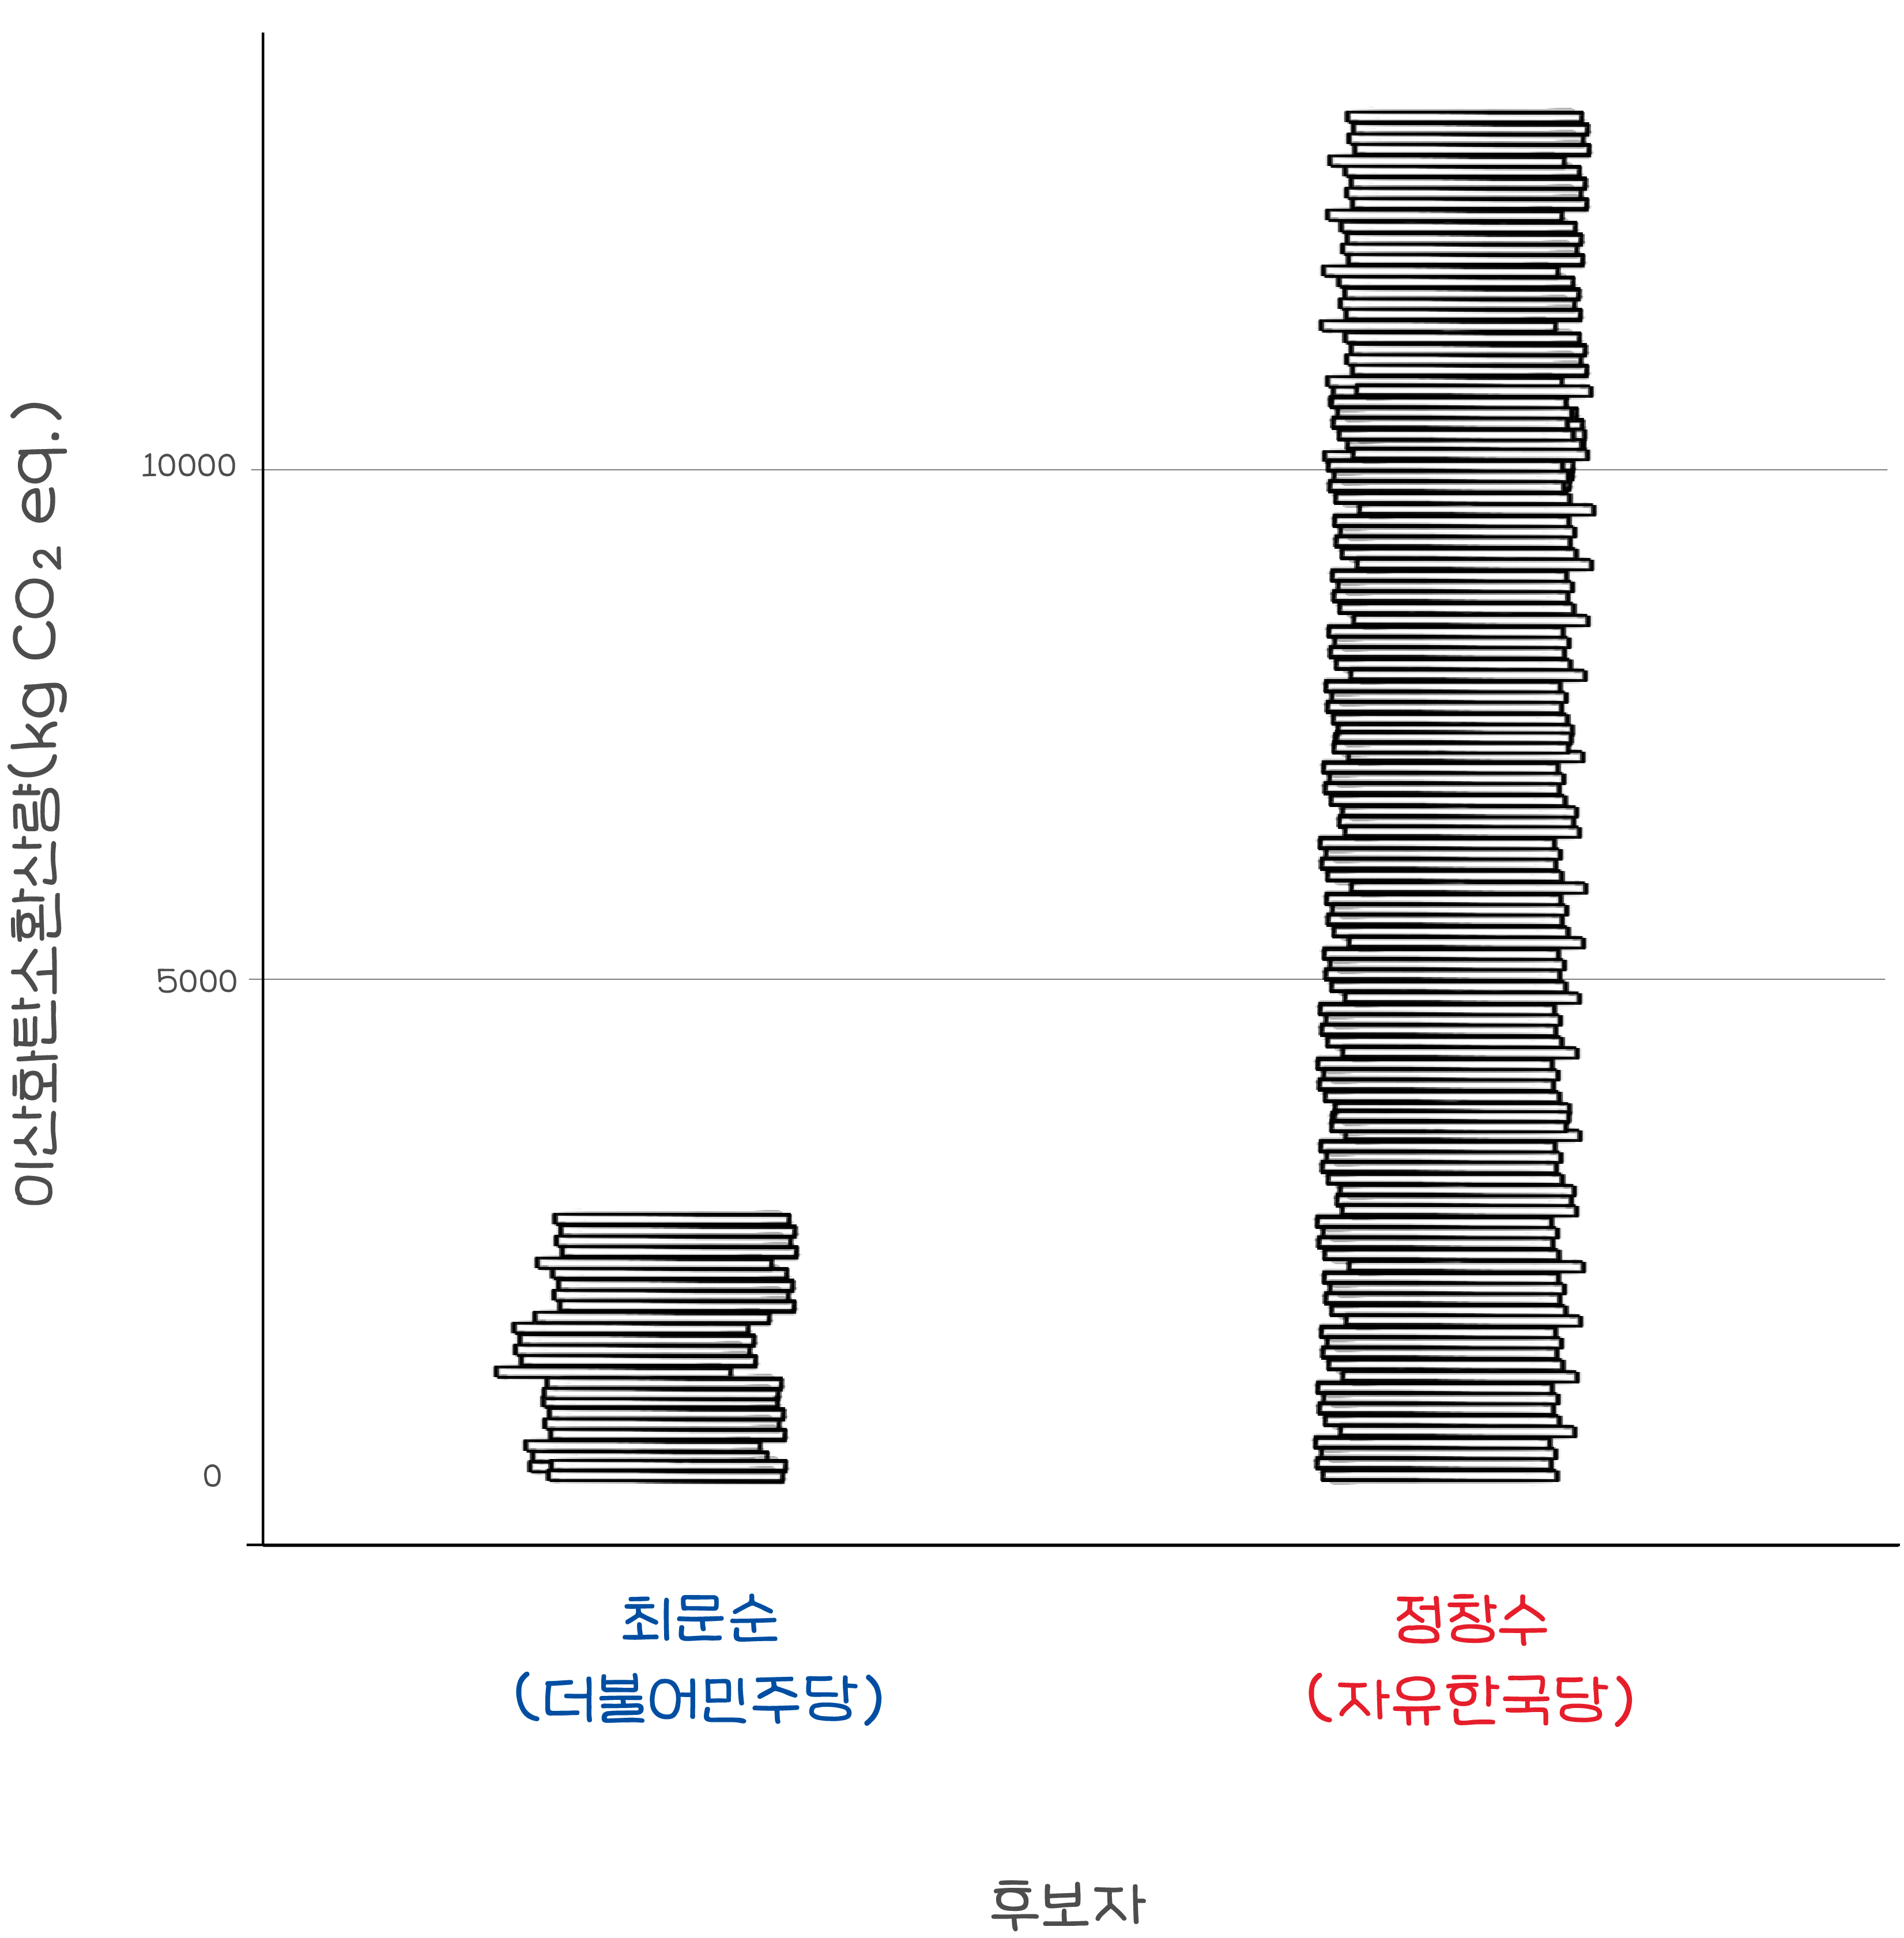 이산화탄소환산량(kg CO₂ eq.)
10000
5000
0
최문순
(더불어민주당)
정창수
(자유한국당)
후보자